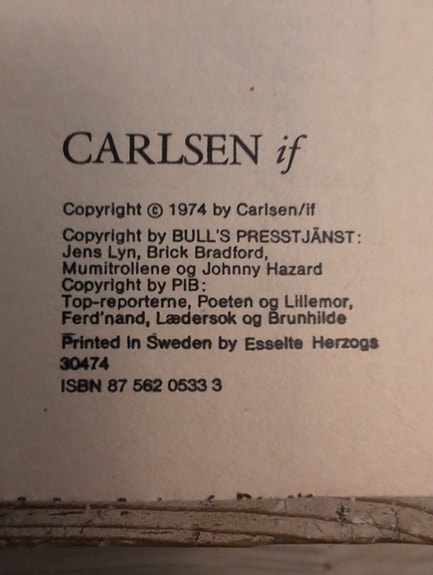 CARLSEN if
Copyright © 1974 by Carlsen/if
Copyright by BULL'S PRESSTJÄNST:
Jens Lyn, Brick Bradford,
Mumitrollene og Johnny Hazard
Copyright by PIB:
Top-reporterne, Poeten og Lillemor,
Ferd'nand, Lædersok og Brunhilde
Printed in Sweden by Esselte Herzogs
30474
ISBN 87 562 0533 3